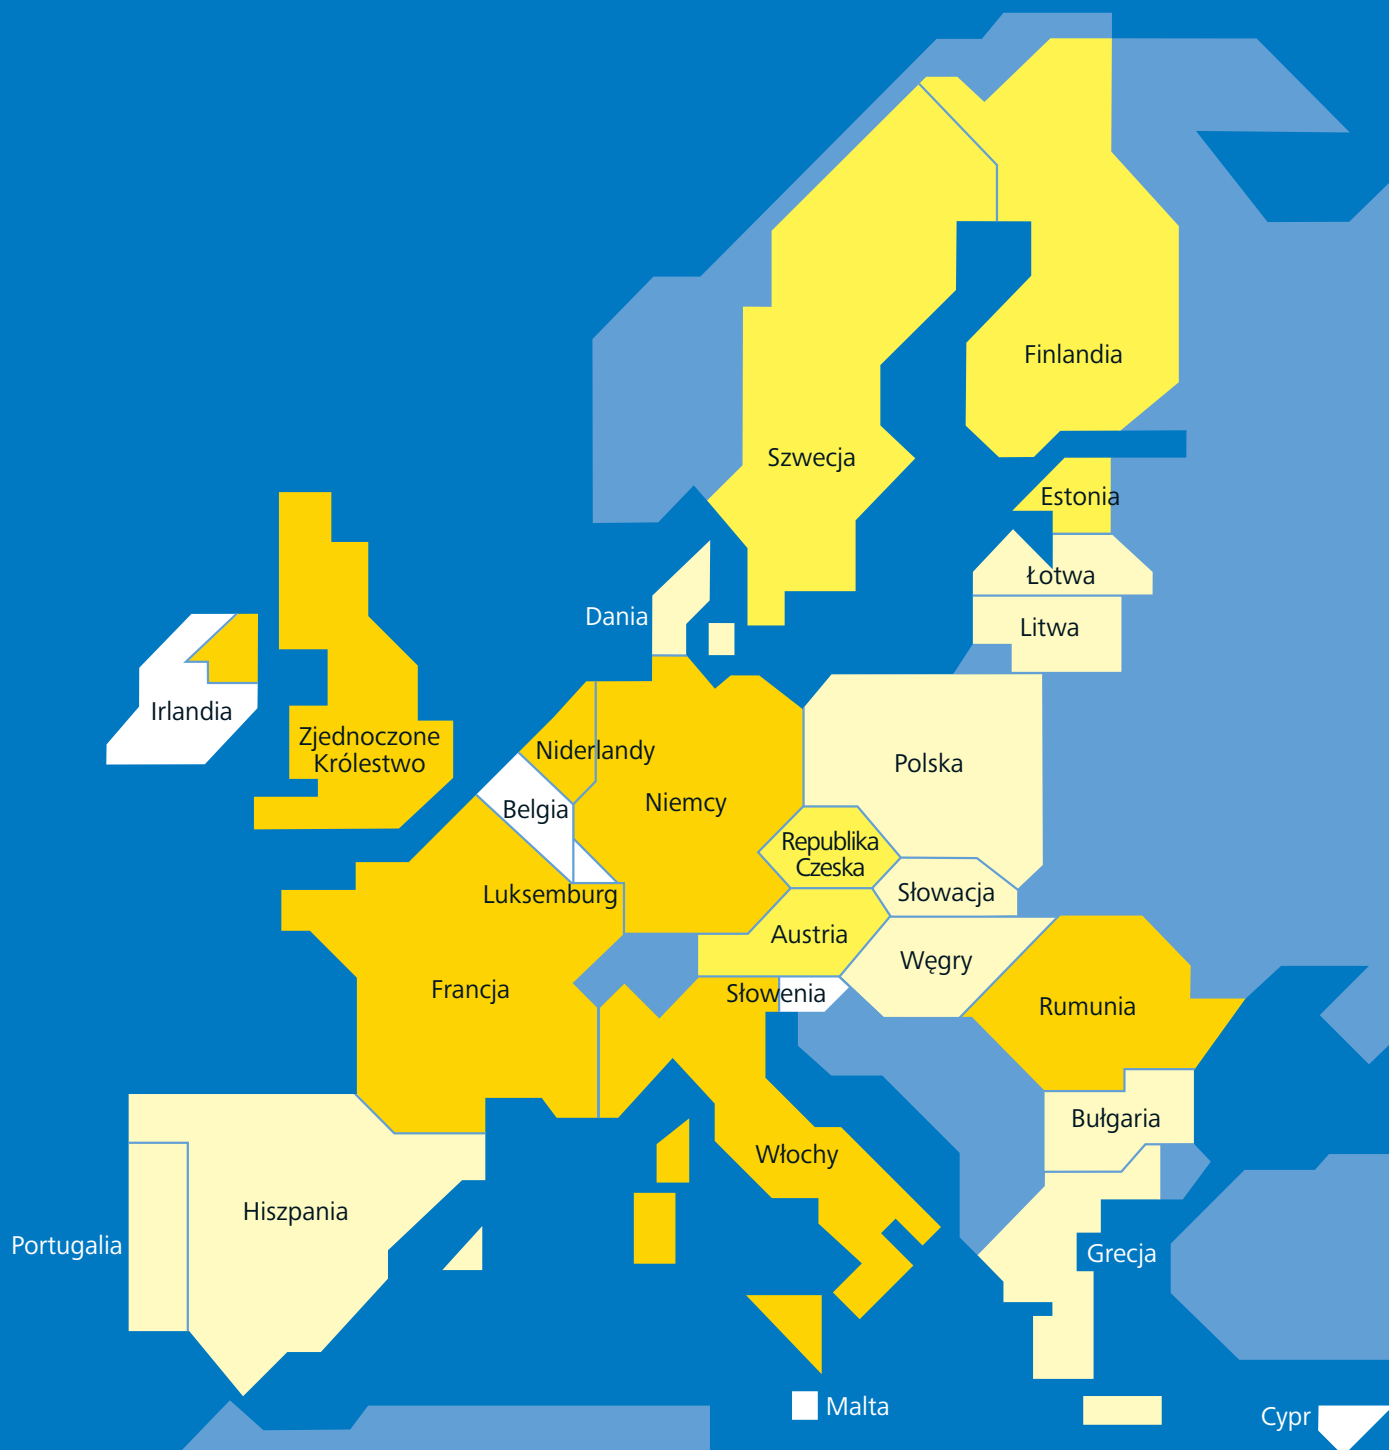 Finlandia
Szwecja
Estonia
Łotwa
Dania
Litwa
Irlandia
Zjednoczone
Królestwo
Niderlandy
Polska
Niemcy
Belgia
Republika
Czeska
Słowacja
Luksemburg
Austria
Węgry
Francja
Słowenia
Rumunia
Bułgaria
Włochy
Hiszpania
Portugalia
Grecja
Malta
Cypr